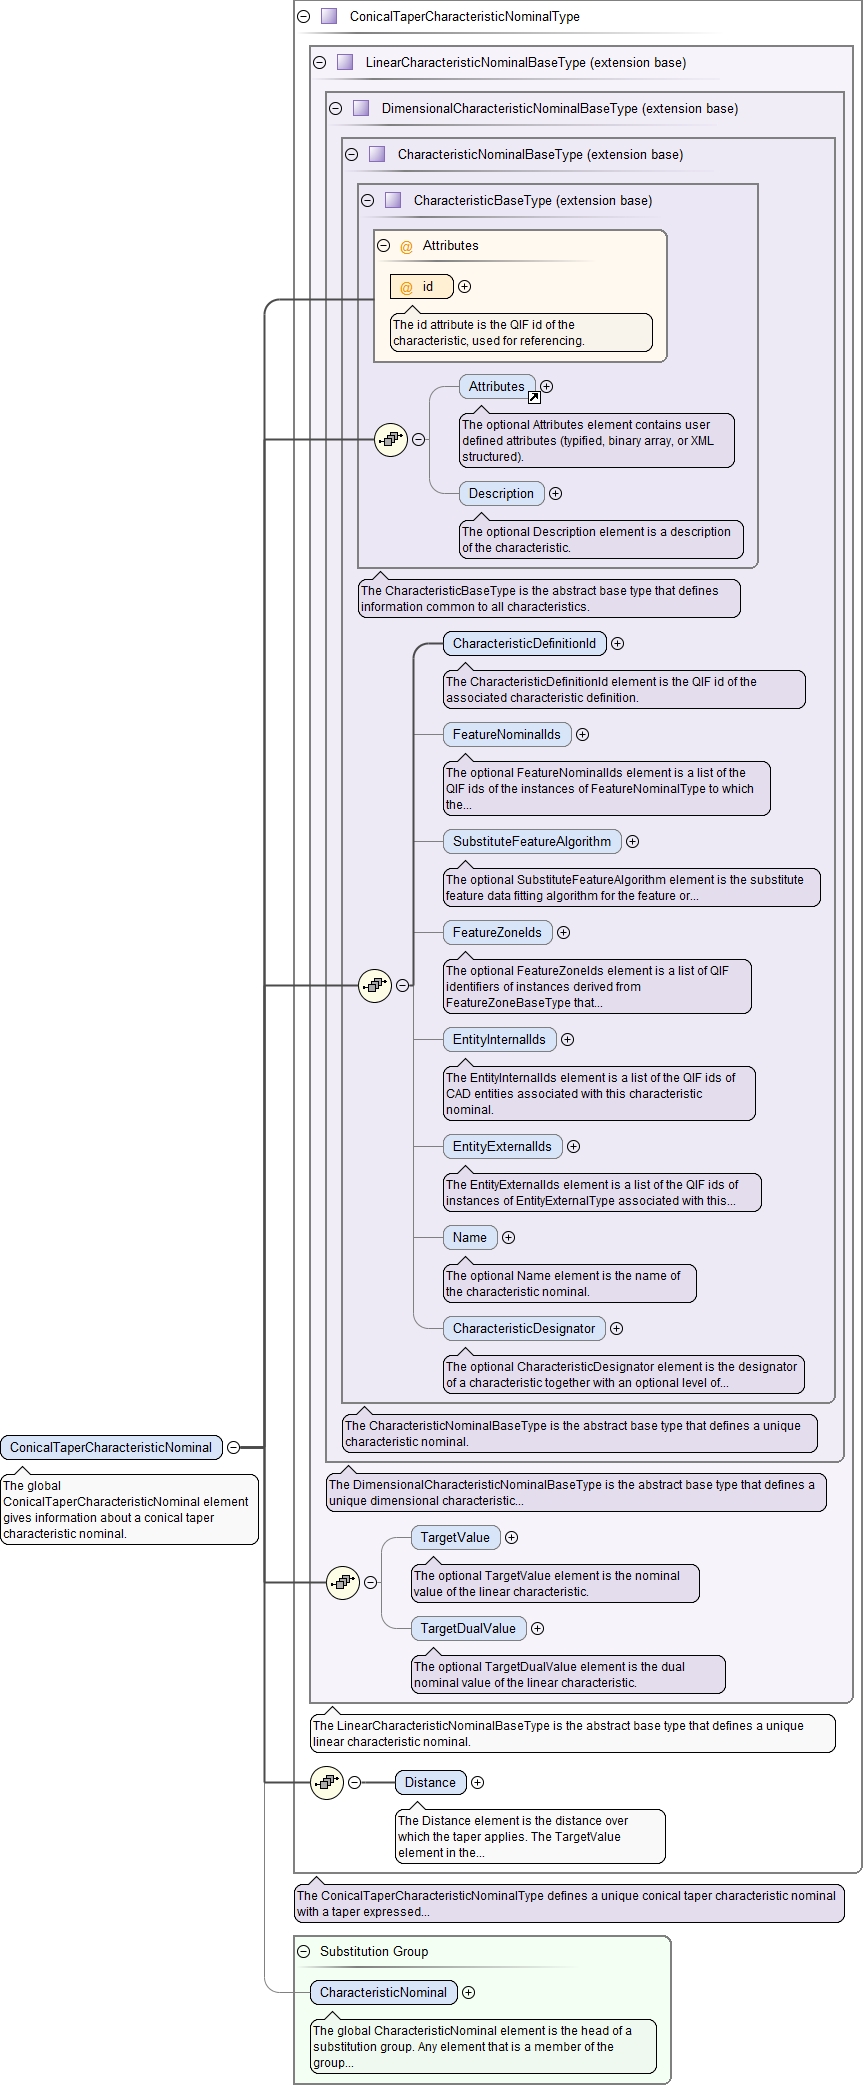 ConicalTaperCharacteristicNominalType
LinearCharacteristicNominalBaseType (extension base)
DimensionalCharacteristicNominalBaseType (extension base)
CharacteristicNominalBaseType (extension base)
CharacteristicBaseType (extension base)
@ Attributes
@ id
The id attribute is the QIF id of the
characteristic, used for referencing.
Attributes
The optional Attributes element contains user
defined attributes (typified, binary array, or XML
structured).
Description
The optional Description element is a description
of the characteristic.
The CharacteristicBaseType is the abstract base type that defines
information common to all characteristics.
CharacteristicDefinitionId
The CharacteristicDefinitionId element is the QIF id of the
associated characteristic definition.
FeatureNominalIds
The optional FeatureNominalIds element is a list of the
QIF ids of the instances of FeatureNominalType to which
the...
SubstituteFeatureAlgorithm
The optional SubstituteFeatureAlgorithm element is the substitute
feature data fitting algorithm for the feature or...
FeatureZoneIds
The optional FeatureZoneIds element is a list of QIF
identifiers of instances derived from
FeatureZoneBaseType that...
EntityInternalIds
The EntityInternalIds element is a list of the QIF ids of
CAD entities associated with this characteristic
nominal.
EntityExternalIds
The EntityExternalIds element is a list of the QIF ids of
instances of EntityExternalType associated with this...
Name
The optional Name element is the name of
the characteristic nominal.
CharacteristicDesignator
The optional CharacteristicDesignator element is the designator
of a characteristic together with an optional level of...
The CharacteristicNominalBaseType is the abstract base type that defines a unique
characteristic nominal.
ConicalTaperCharacteristicNominal
The global
ConicalTaperCharacteristicNominal element
gives information about a conical taper
characteristic nominal.
The DimensionalCharacteristicNominalBaseType is the abstract base type that defines a
unique dimensional characteristic...
TargetValue
The optional TargetValue element is the nominal
value of the linear characteristic.
TargetDualValue
The optional TargetDualValue element is the dual
nominal value of the linear characteristic.
The LinearCharacteristicNominalBaseType is the abstract base type that defines a unique
linear characteristic nominal.
Distance
The Distance element is the distance over
which the taper applies. The TargetValue
element in the...
The ConicalTaperCharacteristicNominalType defines a unique conical taper characteristic nominal
with a taper expressed...
Substitution Group
CharacteristicNominal
The global CharacteristicNominal element is the head of a
substitution group. Any element that is a member of the
group...